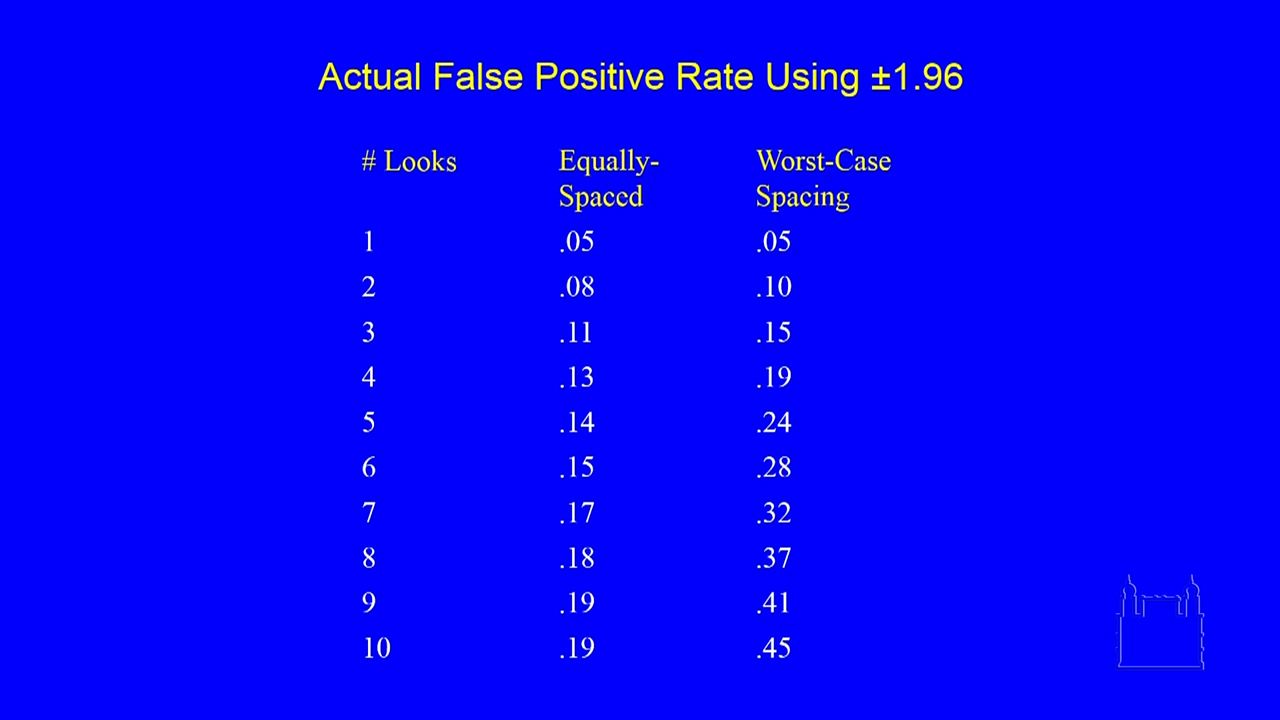 Actual False Positive Rate Using ±1.96
# Looks Equally- Worst-Case
Spaced Spacing
1 .05 .05
2 .08 .10
3 .11 .15
4 .13 .19
5 .14 .24
6 .15 .28
7 .17 .32
8 .18 .37
9 .19 .41
10 .19 .45